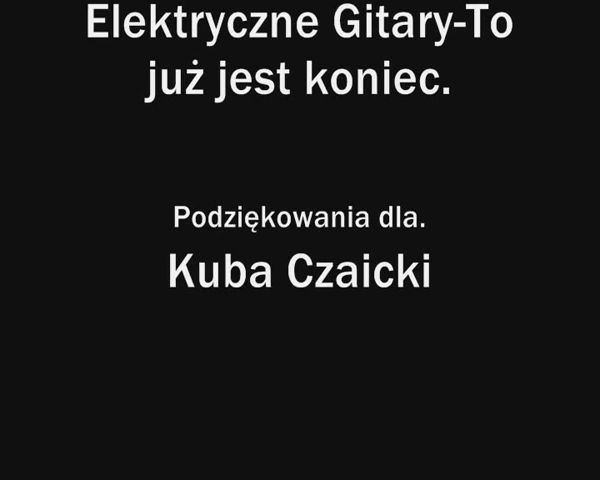 Elektryczne Gitary-To
już jest koniec.
Podziękowania dla.
Kuba Czaicki